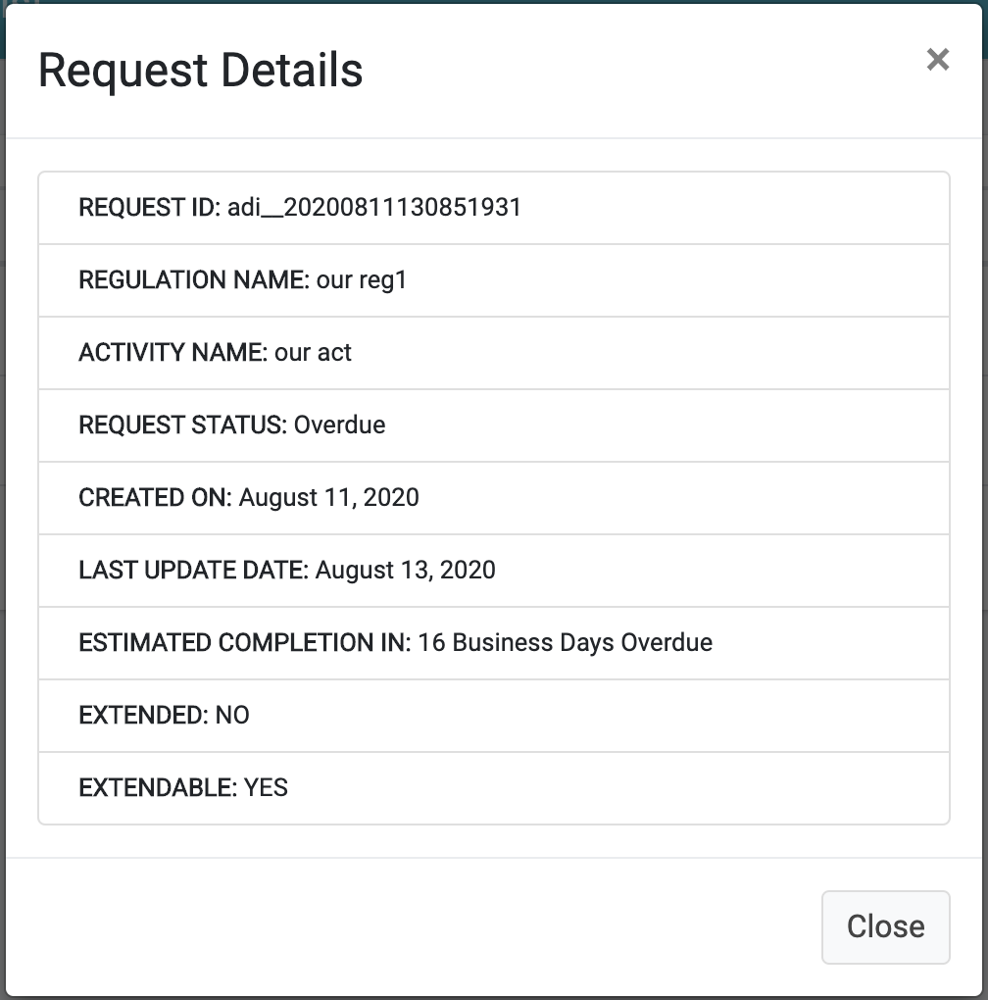 Request Details
×
REQUEST ID: adi__20200811130851931
REGULATION NAME: our reg1
ACTIVITY NAME: our act
REQUEST STATUS: Overdue
CREATED ON: August 11, 2020
LAST UPDATE DATE: August 13, 2020
ESTIMATED COMPLETION IN: 16 Business Days Overdue
EXTENDED: NO
EXTENDABLE: YES
Close